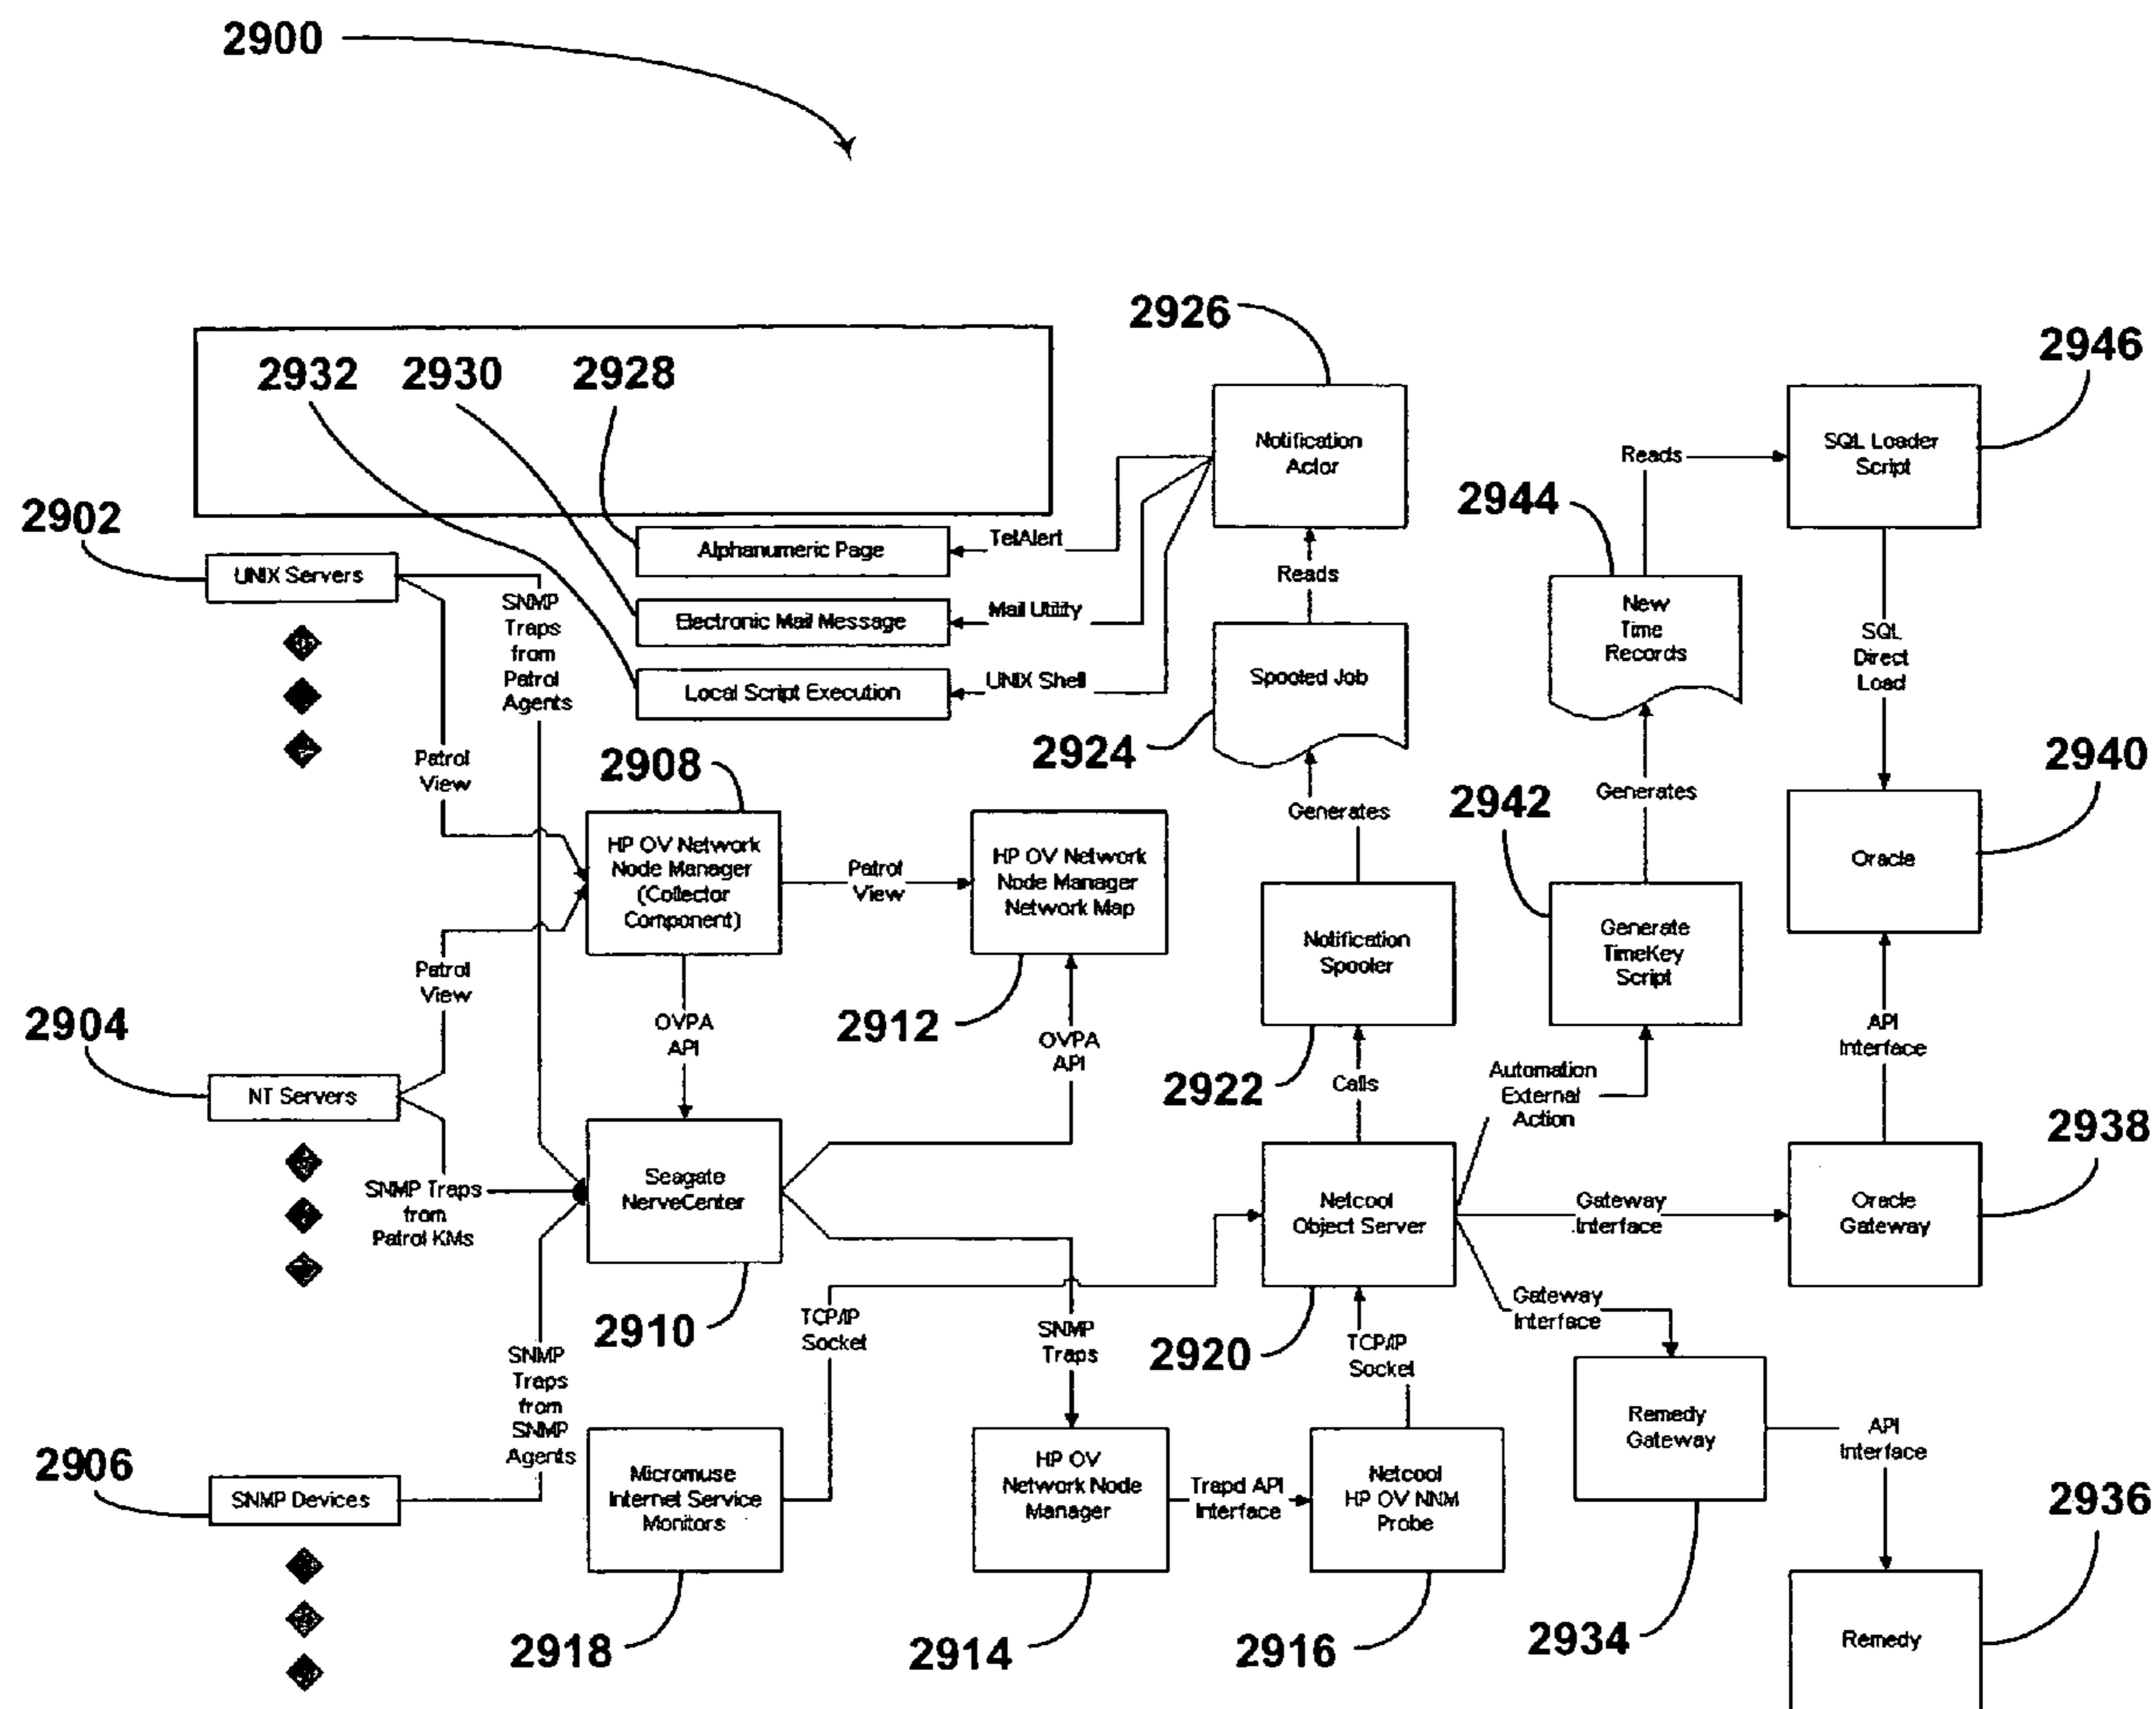 2900
2926
2946
2932 2930 2928
Notification
Actor
SQL Loader
Script
Reads
2944
2902
TelAlert
Alphanumeric Page
UNIX Servers
Reads
SNMP
Traps
from
Patrol
Agents
Mail Utility
Electronic Mail Message
New
Time
Records
SQL
Direct
Load
UNIX Shell
Local Script Execution
Spooled Job
2924
2940
Patrol
View
2908
Generates
Generates
2942
HP OV Network
Node Manager
(Collector
Component)
Patrol
View
HP OV Network
Node Manager
Network Map
Oracle
Notification
Spooler
Generate
TimeKey
Script
Patrol
View
2904
OVPA
API
2912
OVPA
API
API
Interface
2922
Calls
Automation
External
Action
NT Servers
2938
Seagate
NerveCenter
SNMP Traps
from
Patrol KMs
Netcool
Object Server
Gateway
Interface
Oracle
Gateway
2910
TCP/IP
Socket
SNMP
Traps
2920
TCP/IP
Socket
Gateway
Interface
SNMP
Traps
from
SNMP
Agents
Remedy
Gateway
API
Interface
2906
SNMP Devices
Micromuse
Internet Service
Monitors
HP OV
Network Node
Manager
Trapd API
Interface
Netcool
HP OV NNM
Probe
2936
2918
2914
2916
2934
Remedy